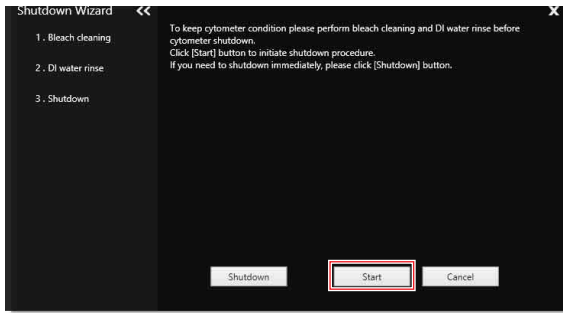 Shutdown Wizard <<
X
1 . Bleach cleaning
2 . DI water rinse
3 . Shutdown
To keep cytometer condition please perform bleach cleaning and DI water rinse before
cytometer shutdown.
Click [Start] button to initiate shutdown procedure.
If you need to shutdown immediately, please click [Shutdown] button.
Shutdown
Start
Cancel